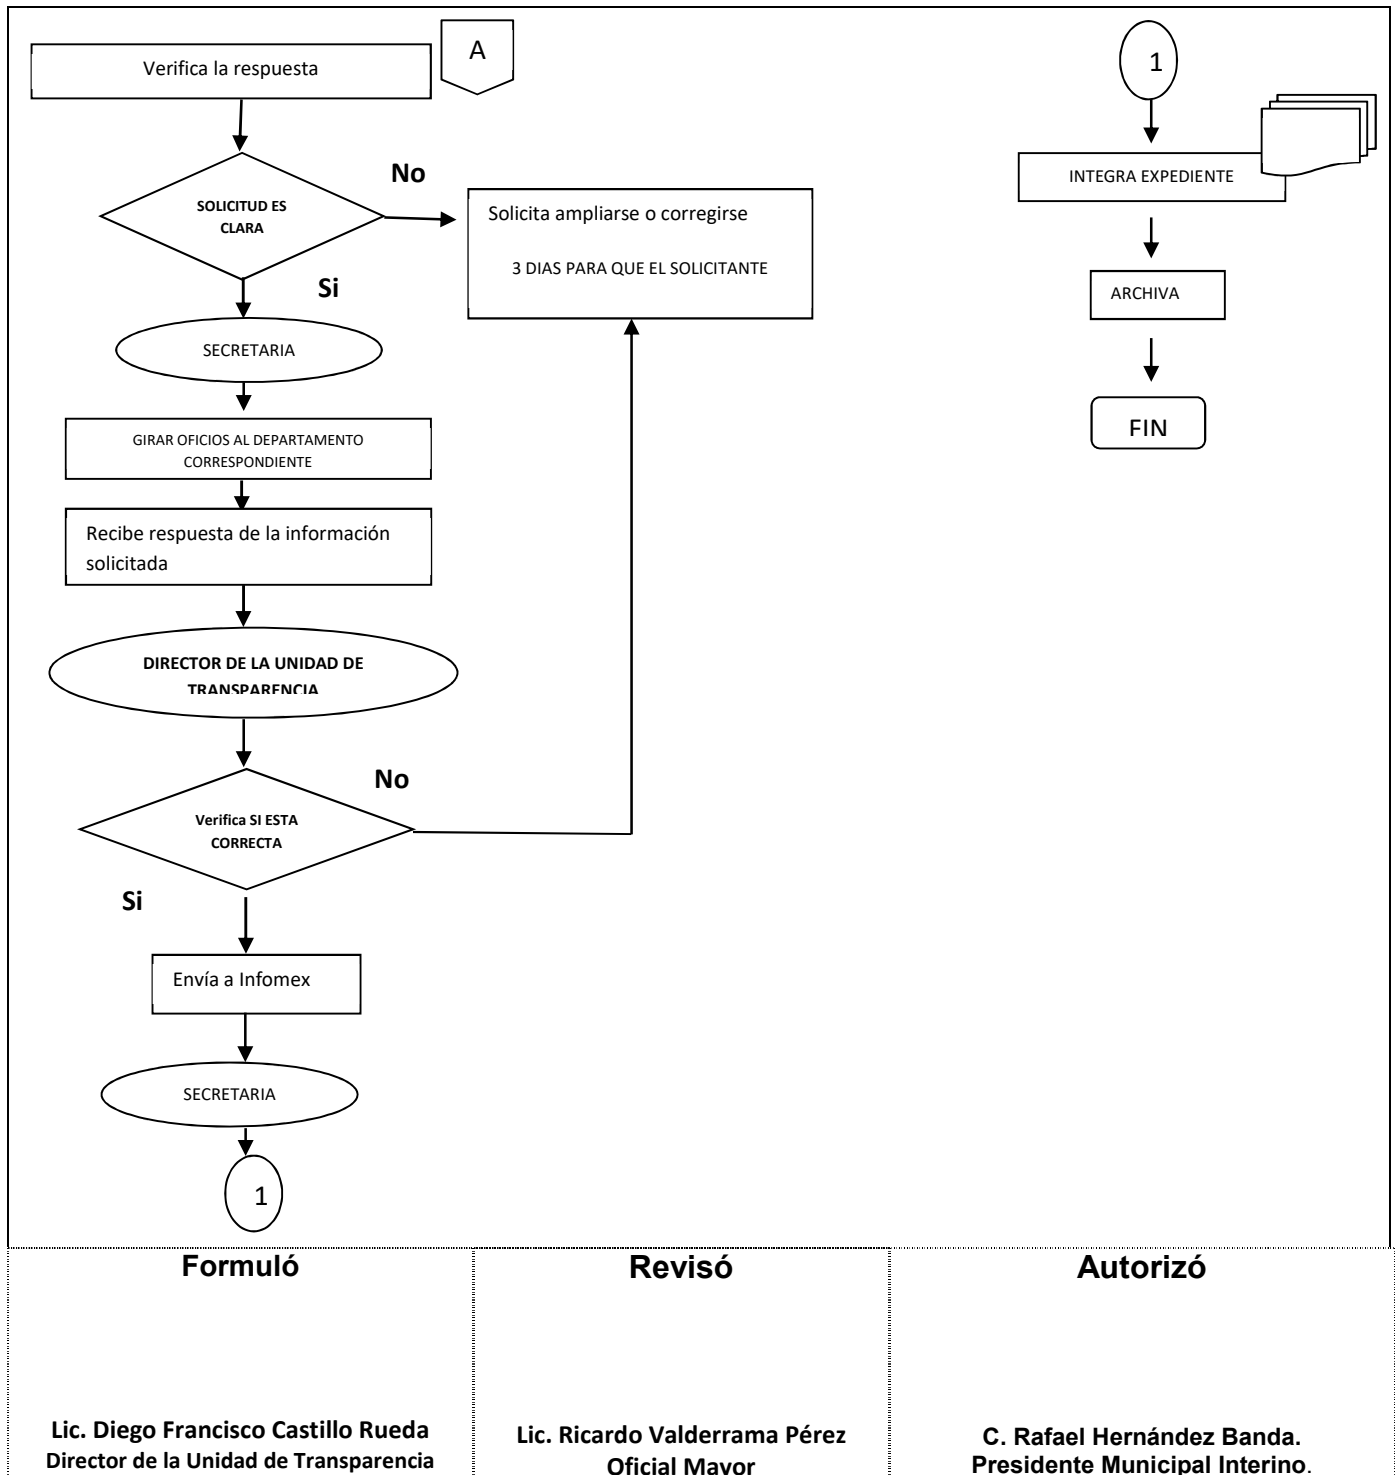 Verifica la respuesta
A
SOLICITUD ES
CLARA
No
Solicita ampliarse o corregirse
3 DIAS PARA QUE EL SOLICITANTE
Si
SECRETARIA
GIRAR OFICIOS AL DEPARTAMENTO
CORRESPONDIENTE
Recibe respuesta de la información
solicitada
DIRECTOR DE LA UNIDAD DE
TRANSPARENCIA
No
Verifica SI ESTA
CORRECTA
Si
Envía a Infomex
SECRETARIA
1
1
INTEGRA EXPEDIENTE
ARCHIVA
FIN
Formuló
Lic. Diego Francisco Castillo Rueda
Director de la Unidad de Transparencia
Revisó
Lic. Ricardo Valderrama Pérez
Oficial Mayor
Autorizó
C. Rafael Hernández Banda.
Presidente Municipal Interino.